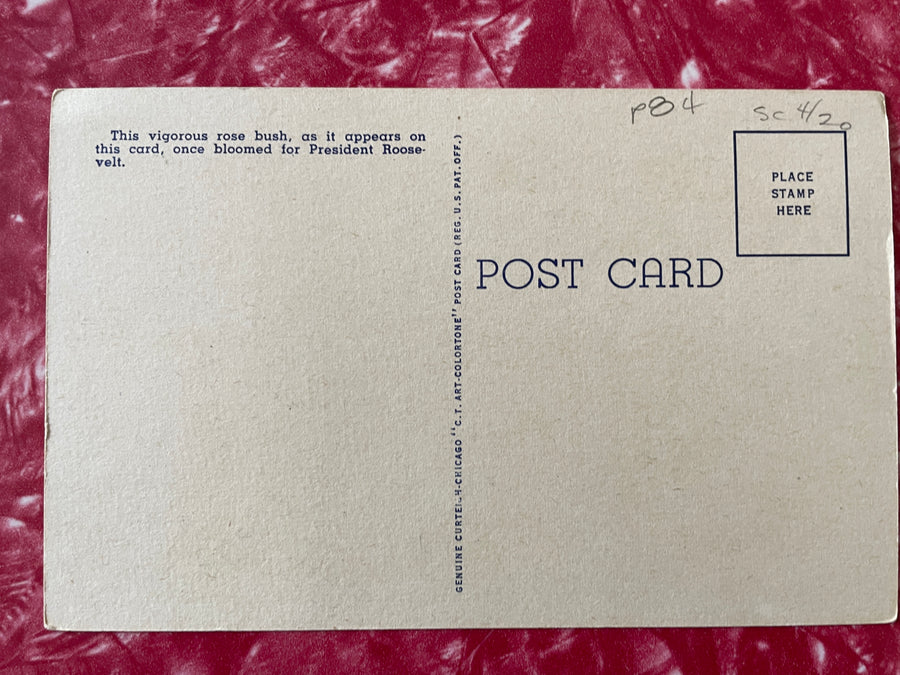 This vigorous rose bush, as it appears on
this card, once bloomed for President Roose-
velt.
GENUINE CURTEICH-CHICAGO "C.T. ART-COLORTONE" POST CARD (REG. U.S. PAT. OFF.)
P84
SC 4/20
PLACE
STAMP
HERE
POST CARD